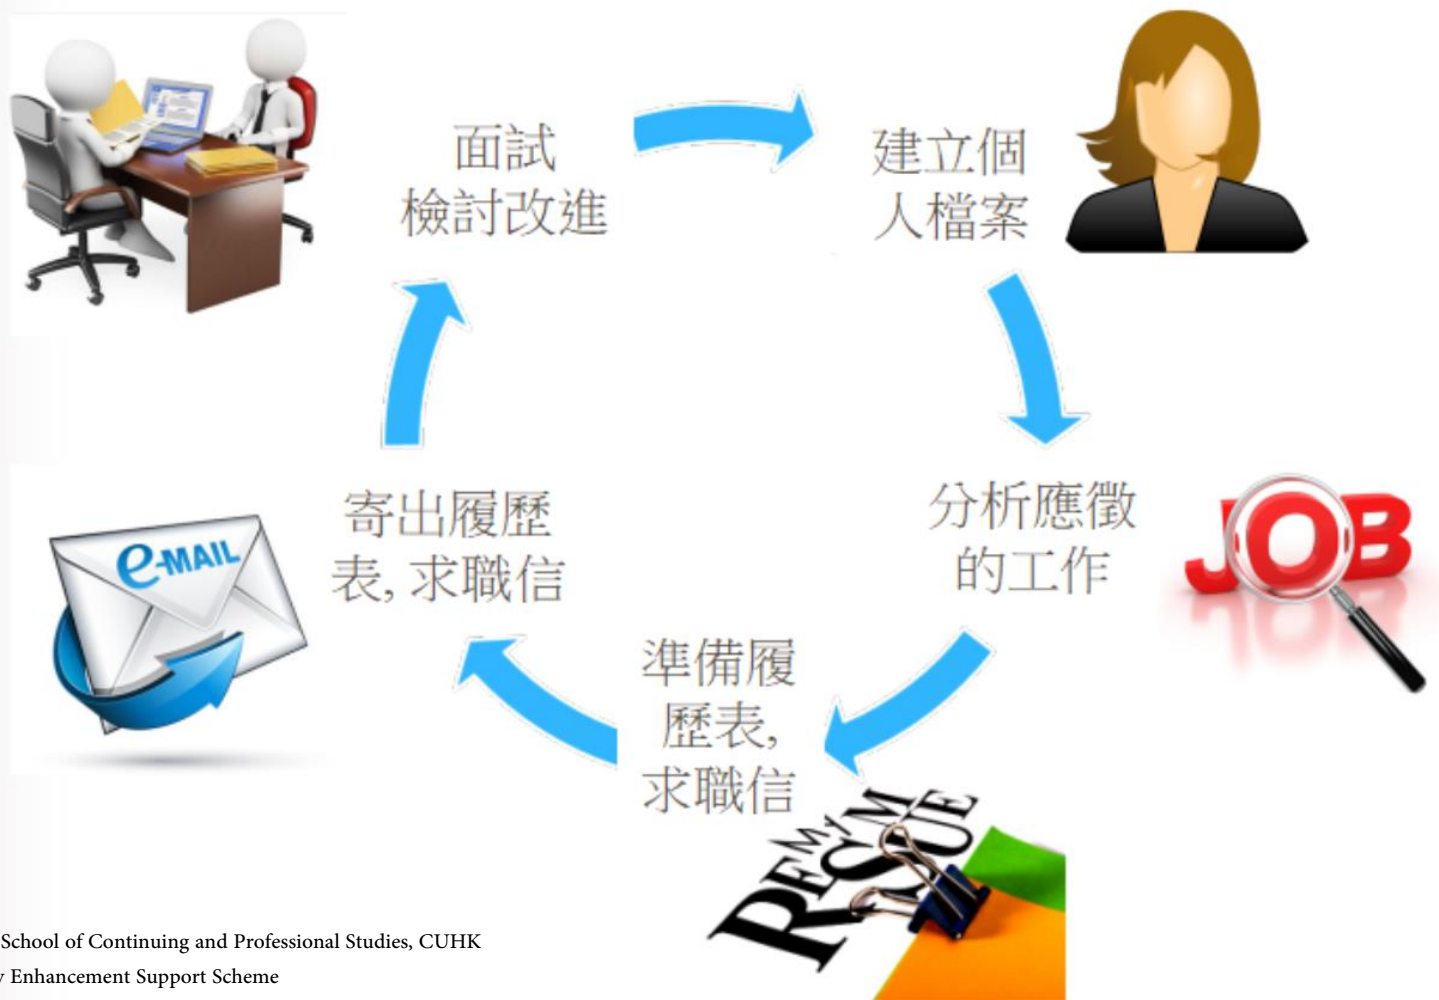 面試
檢討改進
建立個
人檔案
分析應徵
的工作
JOB
準備履
歷表,
求職信
MY
RESUME
寄出履歷
表, 求職信
e-MAIL
School of Continuing and Professional Studies, CUHK
Enhancement Support Scheme